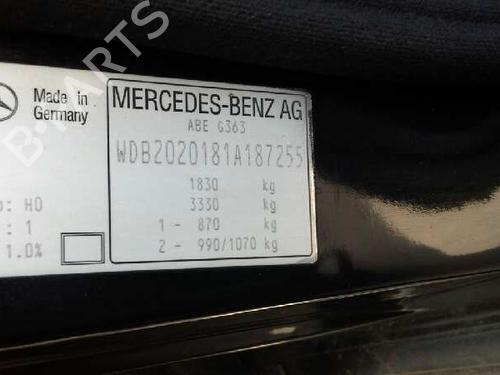 Made in
Germany
MERCEDES-BENZ AG
ABE G363
WDB2020181A187255
1830 kg
3330 kg
1 - 870 kg
2 - 990/1070 kg
: HO
: 1
1.0%
B-PARTS